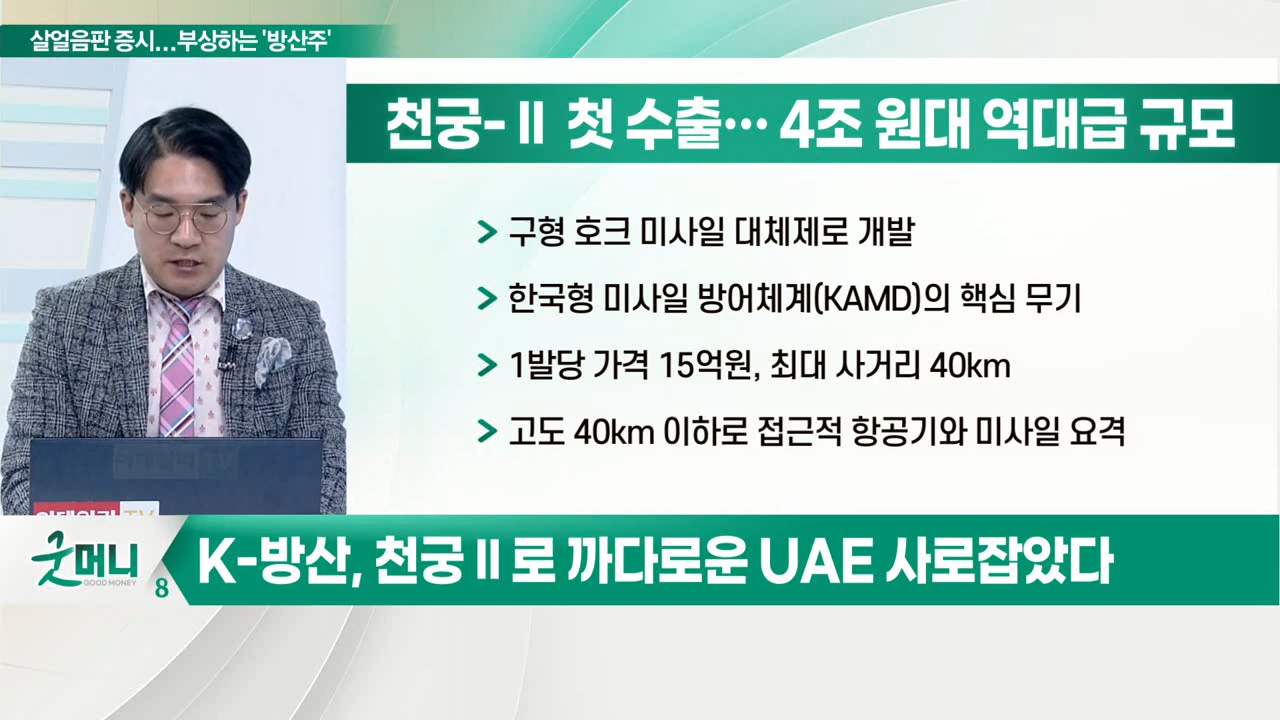 살얼음판 증시...부상하는 '방산주'
천궁-Ⅱ 첫 수출… 4조 원대 역대급 규모
> 구형 호크 미사일 대체제로 개발
> 한국형 미사일 방어체계(KAMD)의 핵심 무기
> 1발당 가격 15억원, 최대 사거리 40km
> 고도 40km 이하로 접근적 항공기와 미사일 요격
굿머니
GOOD MONEY
8
K-방산, 천궁Ⅱ로 까다로운 UAE 사로잡았다